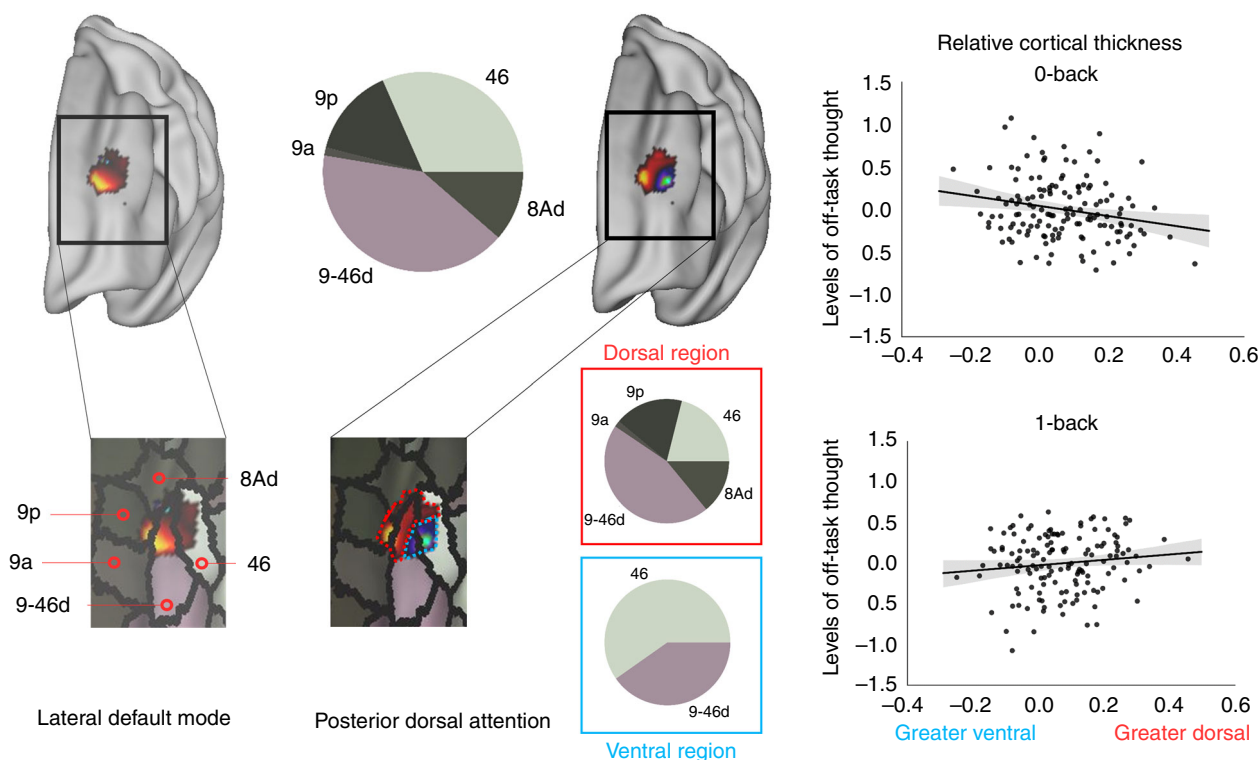 46
9p
9a
8Ad
9-46d
8Ad
9p
9a
46
9-46d
Lateral default mode
Posterior dorsal attention
Dorsal region
9p
46
9a
8Ad
9-46d
46
9-46d
Ventral region
Relative cortical thickness
0-back
Levels of off-task thought
1.5
1.0
0.5
0.0
0.5
–1.0
–1.5
–0.4 –0.2 0.0 0.2 0.4 0.6
1-back
Levels of off-task thought
1.5
1.0
0.5
0.0
0.5
–1.0
–1.5
–0.4 –0.2 0.0 0.2 0.4 0.6
Greater ventral Greater dorsal